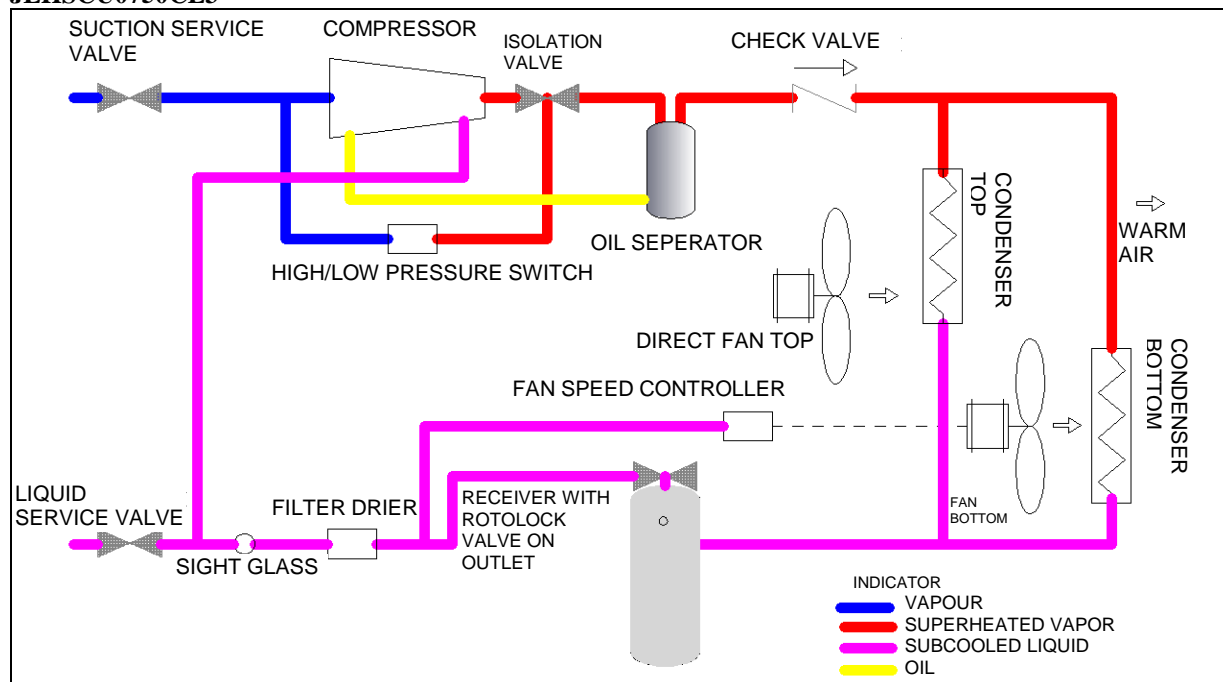 SUCTION SERVICE
VALVE
COMPRESSOR
ISOLATION
VALVE
CHECK VALVE
CONDENSER
TOP
WARM
AIR
OIL SEPERATOR
HIGH/LOW PRESSURE SWITCH
DIRECT FAN TOP
CONDENSER
BOTTOM
FAN SPEED CONTROLLER
LIQUID
SERVICE VALVE
FILTER DRIER
RECEIVER WITH
ROTOLOCK
VALVE ON
OUTLET
FAN
BOTTOM
SIGHT GLASS
INDICATOR
VAPOUR
SUPERHEATED VAPOR
SUBCOOLED LIQUID
OIL